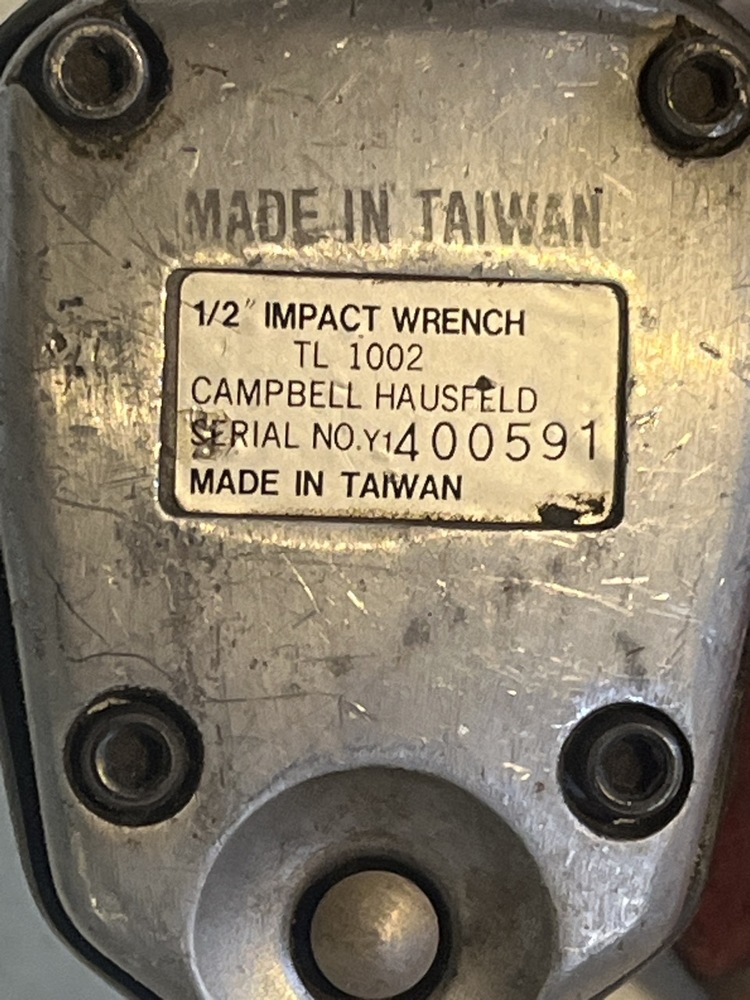 MADE IN TAIWAN
1/2" IMPACT WRENCH
TL 1002
CAMPBELL HAUSFELD
SERIAL NO.Y1400591
MADE IN TAIWAN